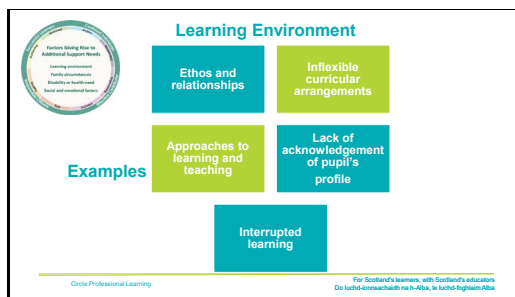 Learning Environment
Factors Giving Rise to
Additional Support Needs
Learning environment
Family circumstances
Disability or health need
Social and emotional factors
Ethos and
relationships
Inflexible
curricular
arrangements
Examples
Approaches to
learning and
teaching
Lack of
acknowledgement
of pupil's
profile
Interrupted
learning
Circle Professional Learning
For Scotland's learners, with Scotland's educators
Do luchd-ionnsachaidh na h-Alba, le luchd-foghlaim Alba